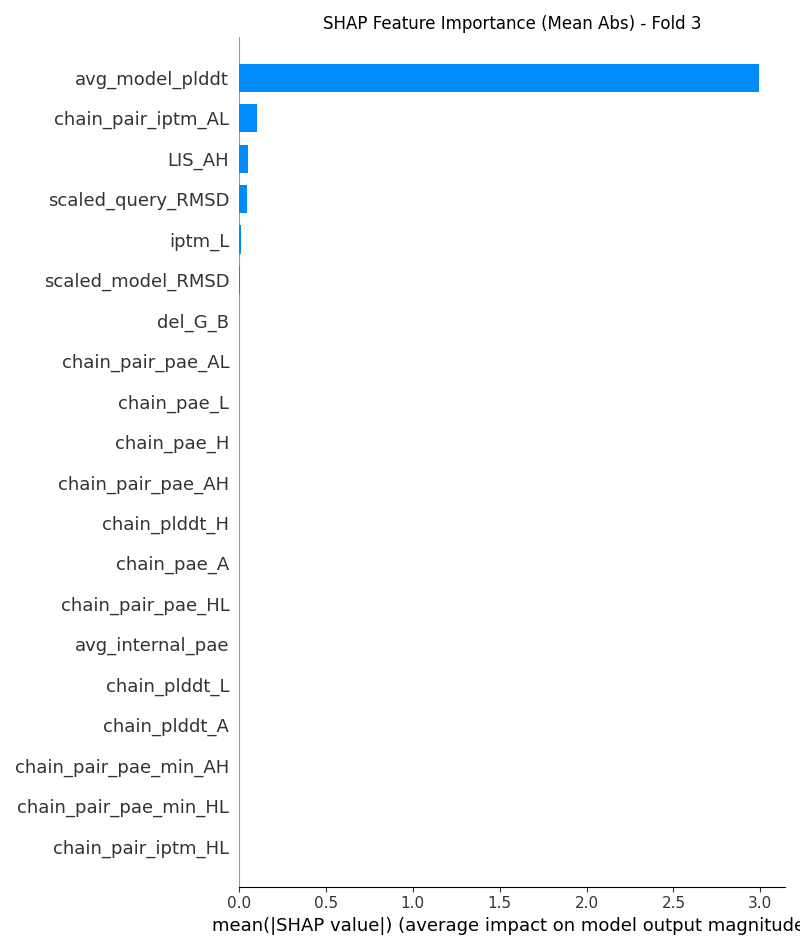 SHAP Feature Importance (Mean Abs) - Fold 3
avg_model_plddt
chain_pair_iptm_AL
LIS_AH
scaled_query_RMSD
iptm_L
scaled_model_RMSD
del_G_B
chain_pair_pae_AL
chain_pae_L
chain_pae_H
chain_pair_pae_AH
chain_plddt_H
chain_pae_A
chain_pair_pae_HL
avg_internal_pae
chain_plddt_L
chain_plddt_A
chain_pair_pae_min_AH
chain_pair_pae_min_HL
chain_pair_iptm_HL
0.0 0.5 1.0 1.5 2.0 2.5 3.0
mean(|SHAP value|) (average impact on model output magnitude